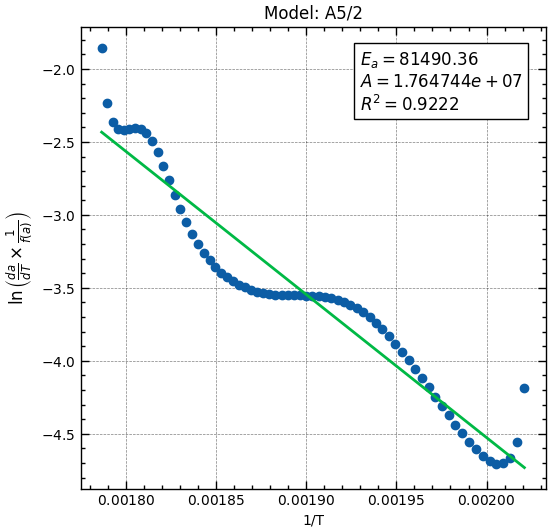 Model: A5/2
E_a = 81490.36
A = 1.764744e + 07
R² = 0.9222
−2.0
−2.5
−3.0
−3.5
−4.0
−4.5
ln(da/dT × 1/f(a))
0.00180 0.00185 0.00190 0.00195 0.00200
1/T